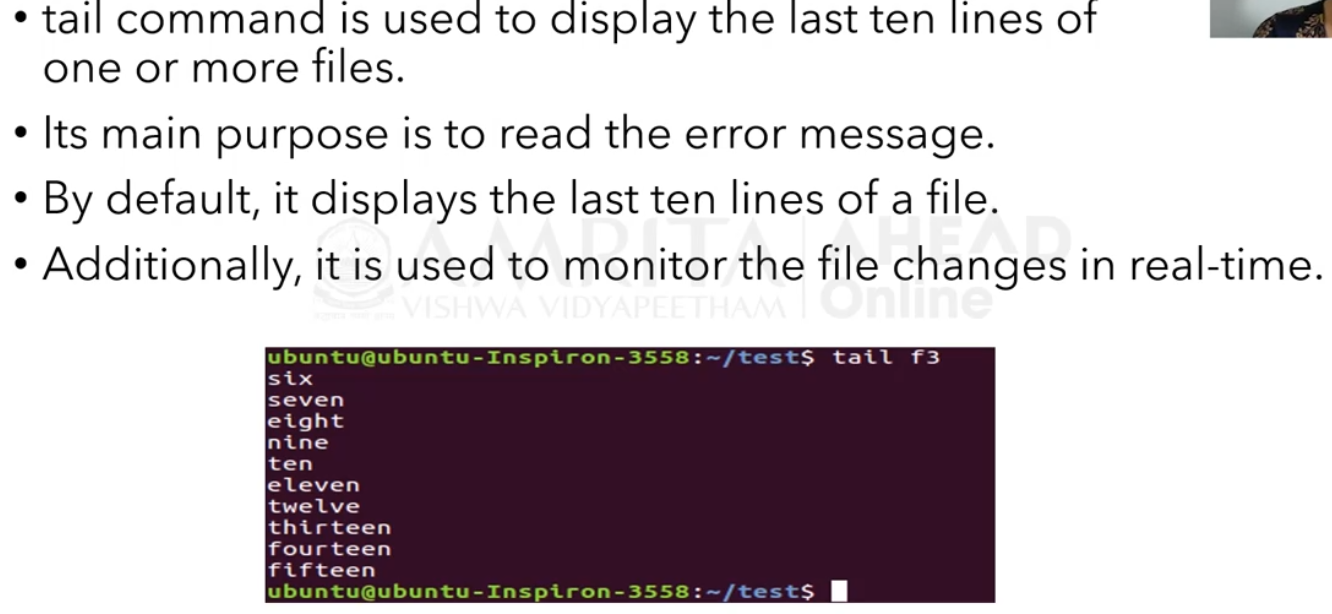 • tail command is used to display the last ten lines of
one or more files.
• Its main purpose is to read the error message.
• By default, it displays the last ten lines of a file.
• Additionally, it is used to monitor the file changes in real-time.
AMRITA AHEAD
VISHWA VIDYAPEETHAM Online
ubuntu@ubuntu-Inspiron-3558:~/test$ tail f3
six
seven
eight
nine
ten
eleven
twelve
thirteen
fourteen
fifteen
ubuntu@ubuntu-Inspiron-3558:~/test$